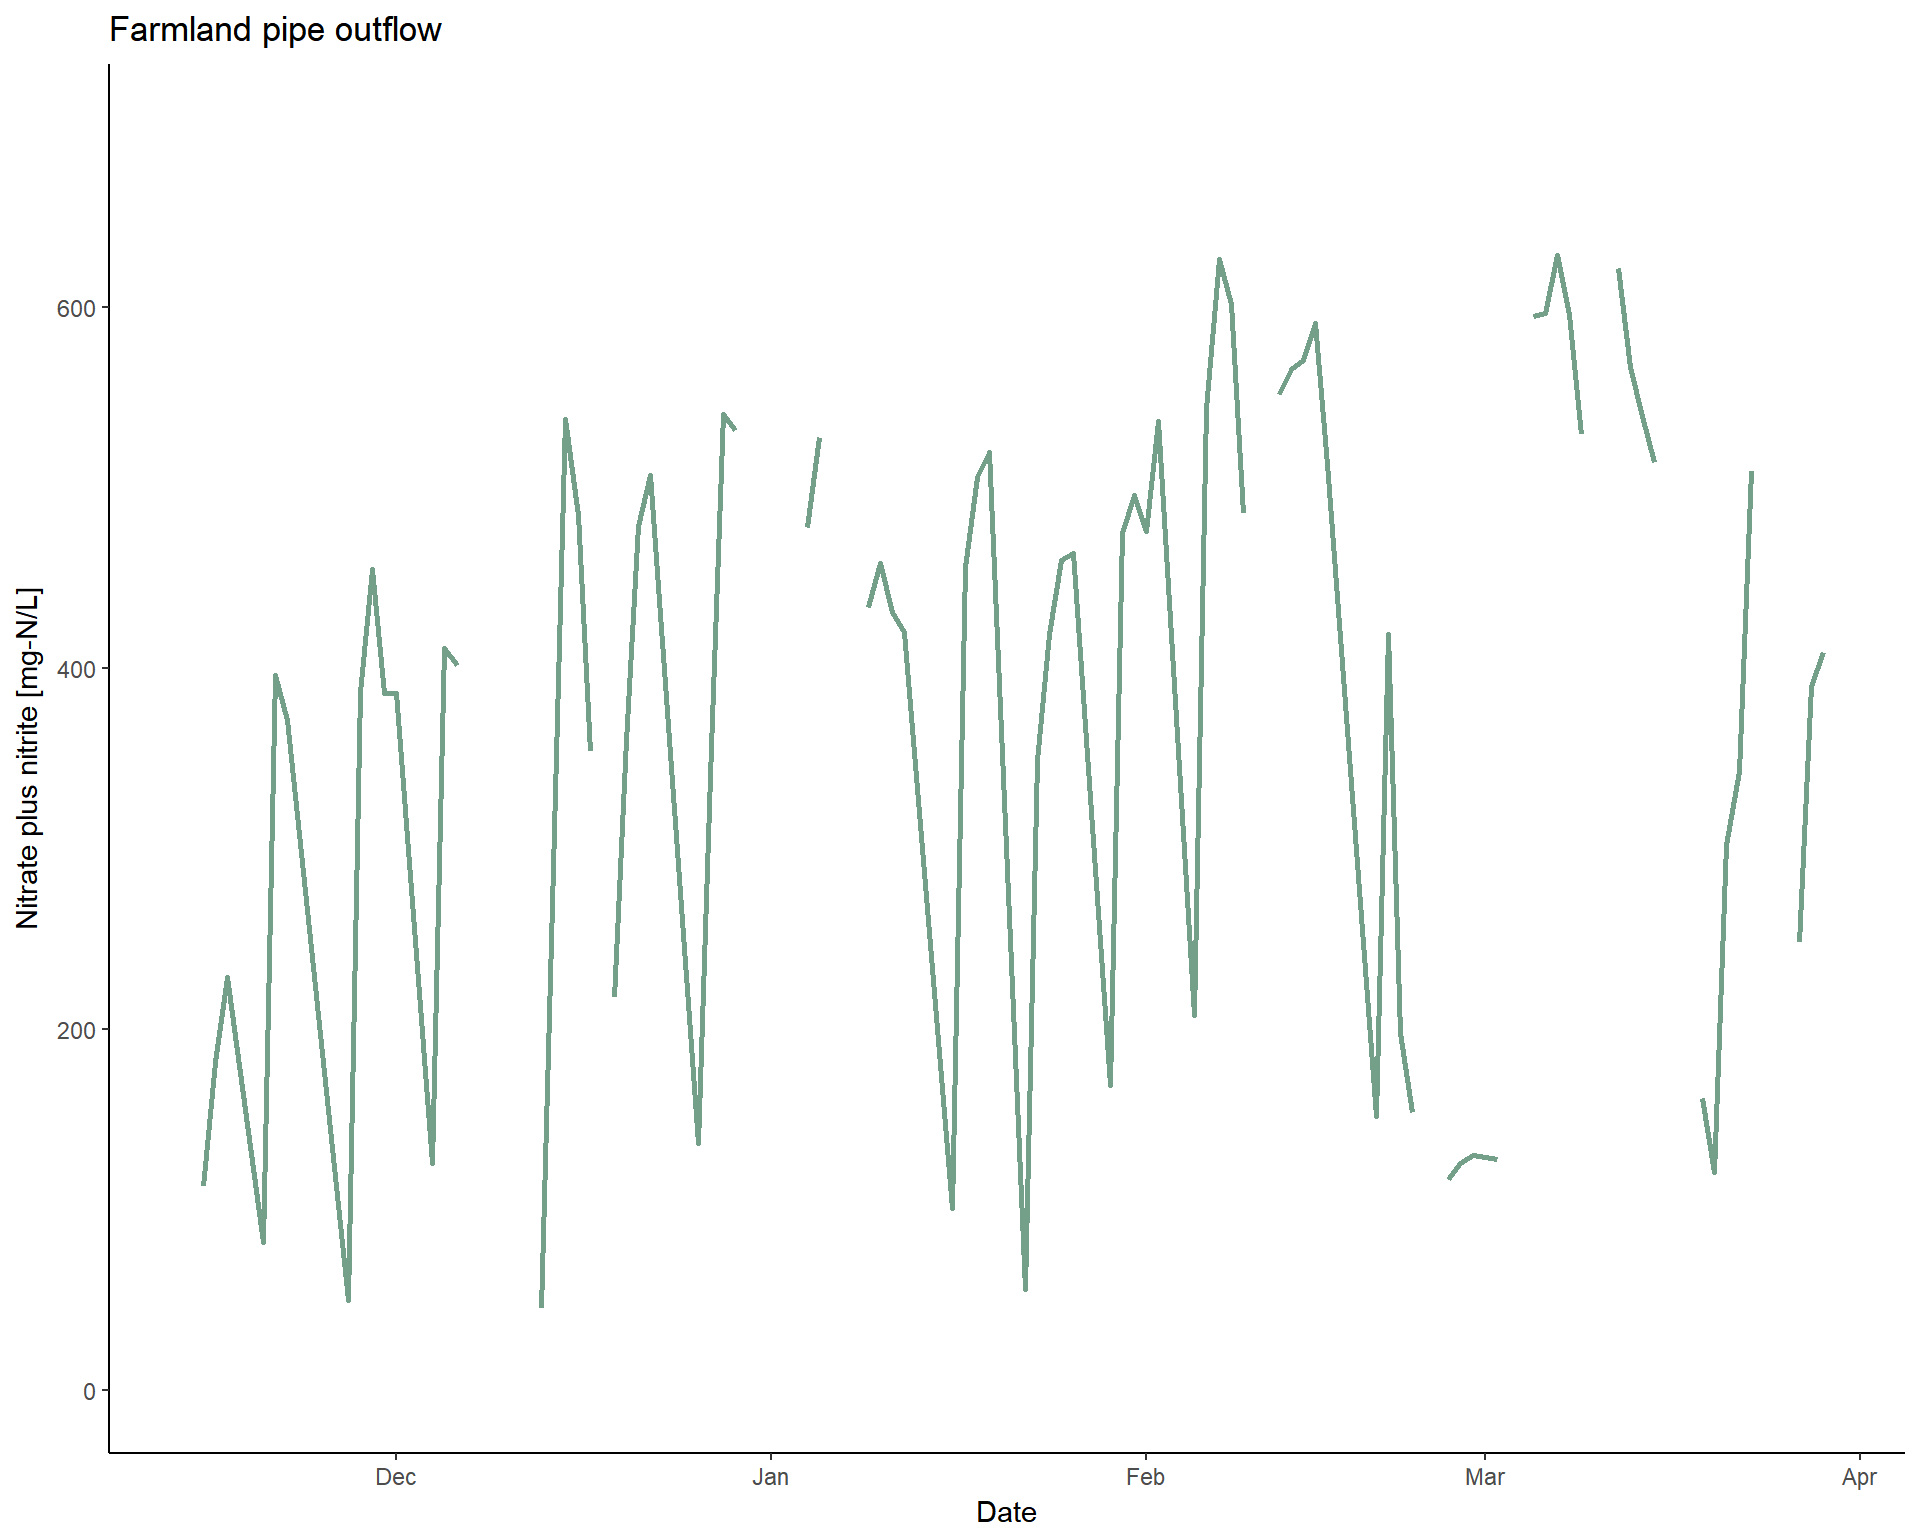 Farmland pipe outflow
Nitrate plus nitrite [mg-N/L]
600
400
200
0
Dec
Jan
Feb
Mar
Apr
Date